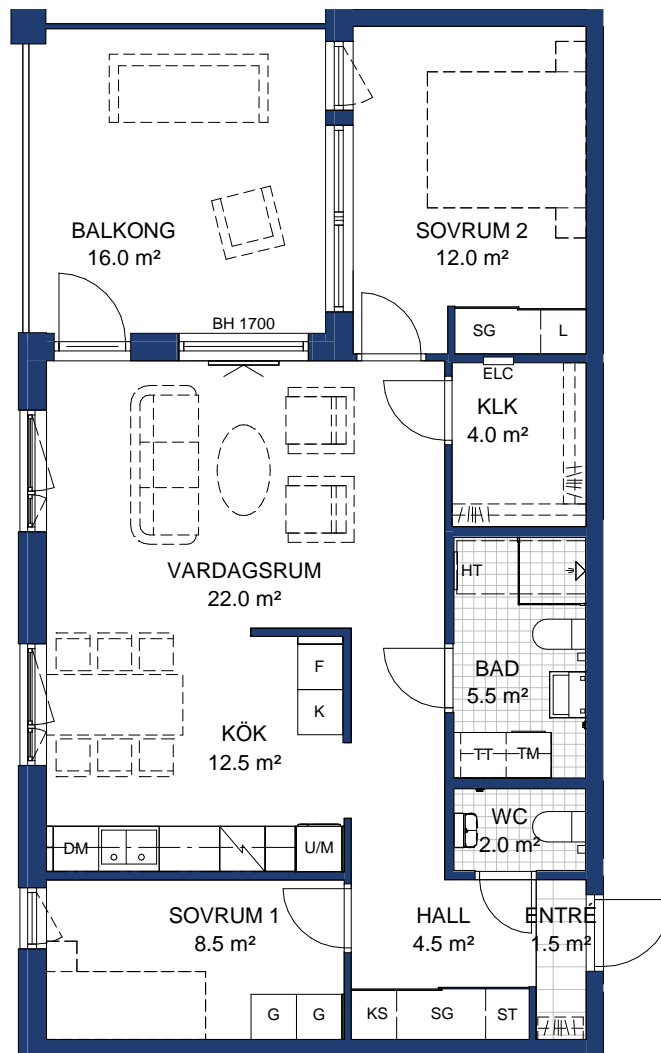 BALKONG
16.0 m²
SOVRUM 2
12.0 m²
BH 1700
SG
L
ELC
KLK
4.0 m²
VARDAGSRUM
22.0 m²
HT
BAD
5.5 m²
F
K
KÖK
12.5 m²
TT
TM
DM
U/M
WC
2.0 m²
SOVRUM 1
8.5 m²
HALL
4.5 m²
ENTRÉ
1.5 m²
G
G
KS
SG
ST